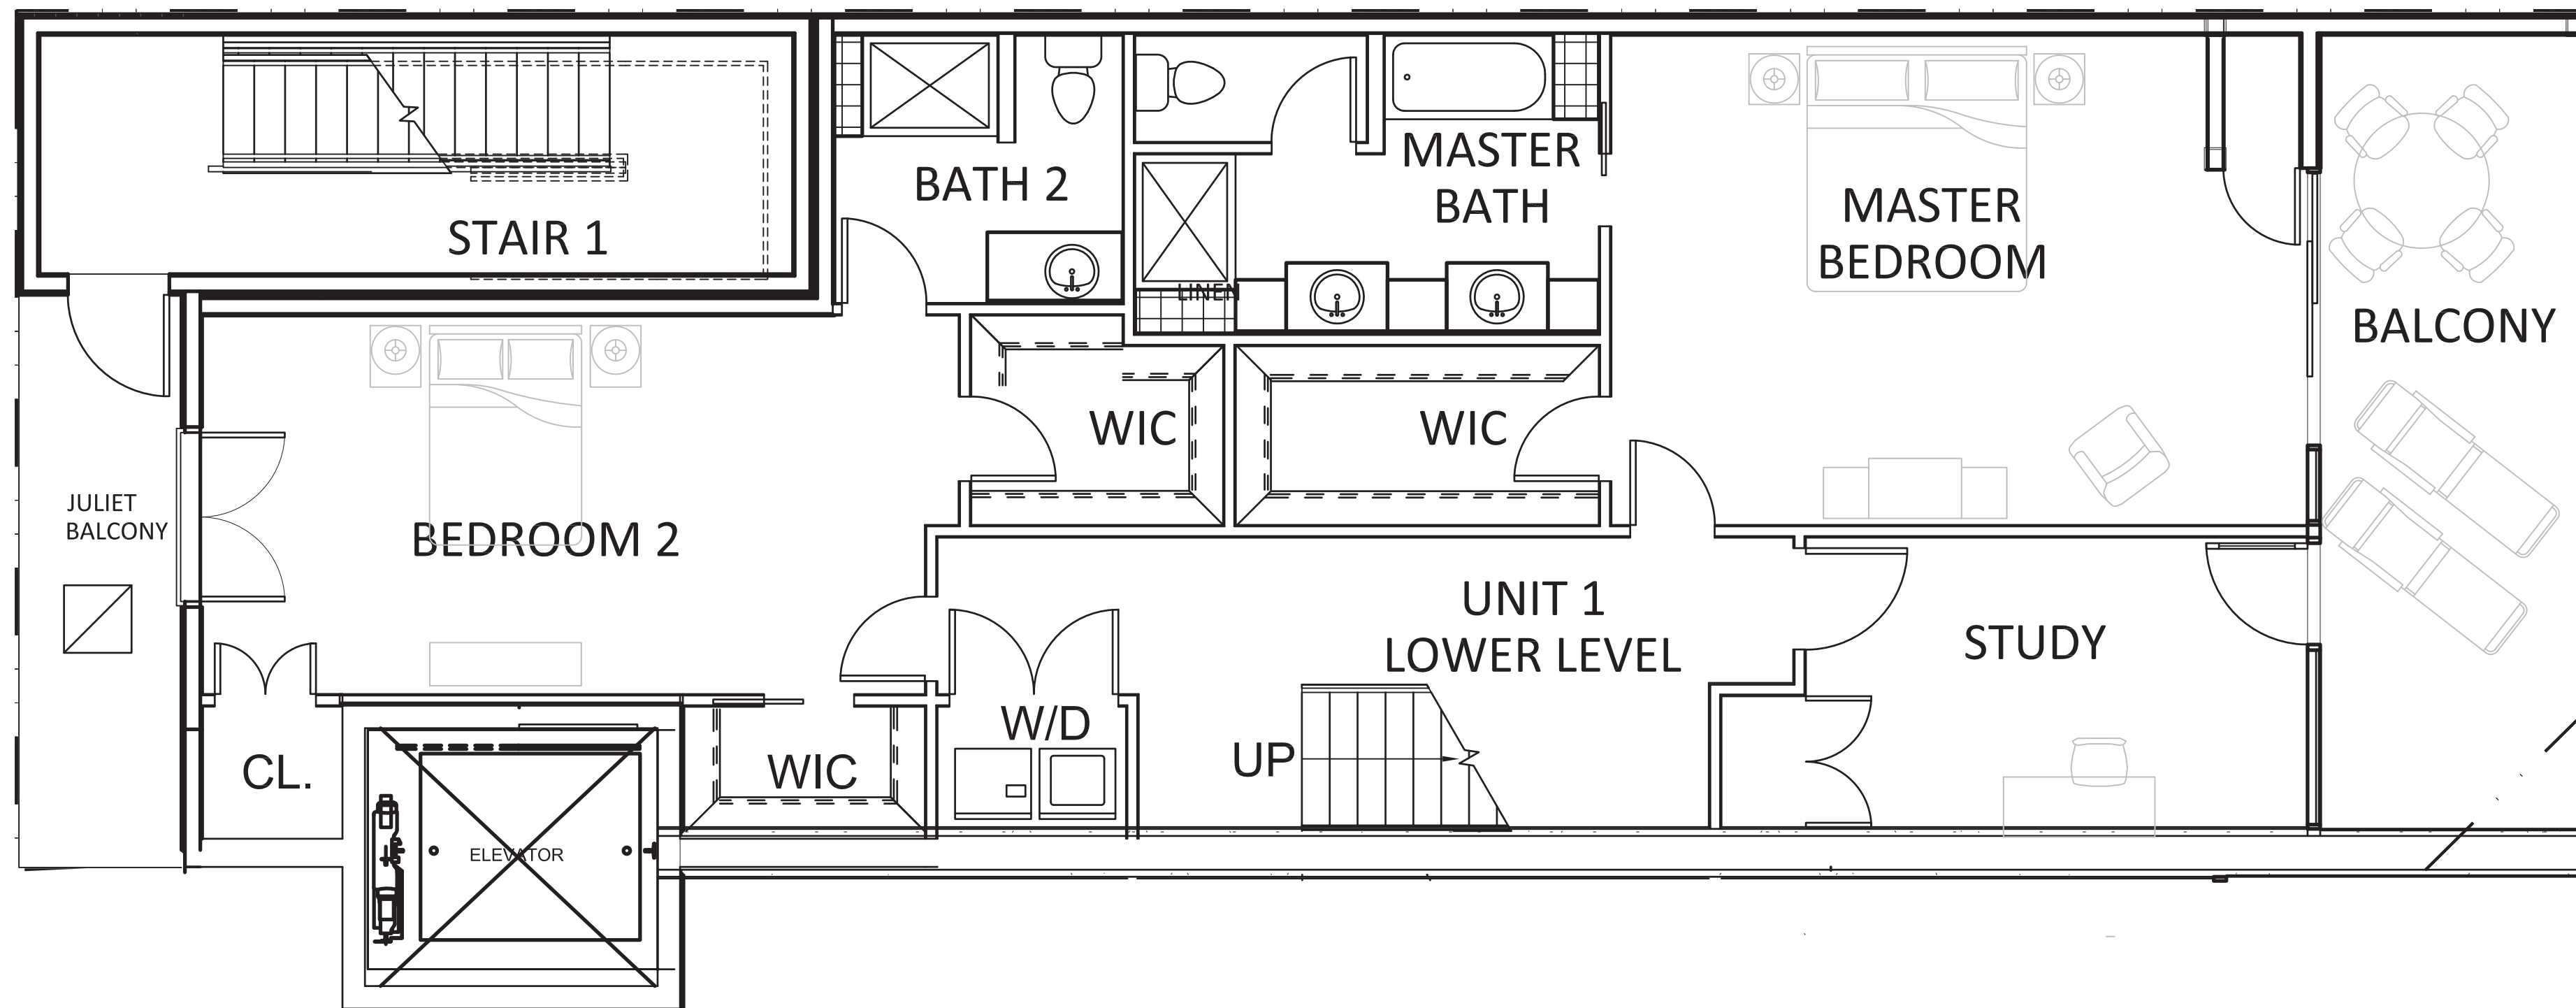 STAIR 1
BATH 2
LINEN
MASTER
BATH
MASTER
BEDROOM
BALCONY
JULIET
BALCONY
BEDROOM 2
WIC
WIC
UNIT 1
LOWER LEVEL
STUDY
CL.
ELEVATOR
WIC
W/D
UP